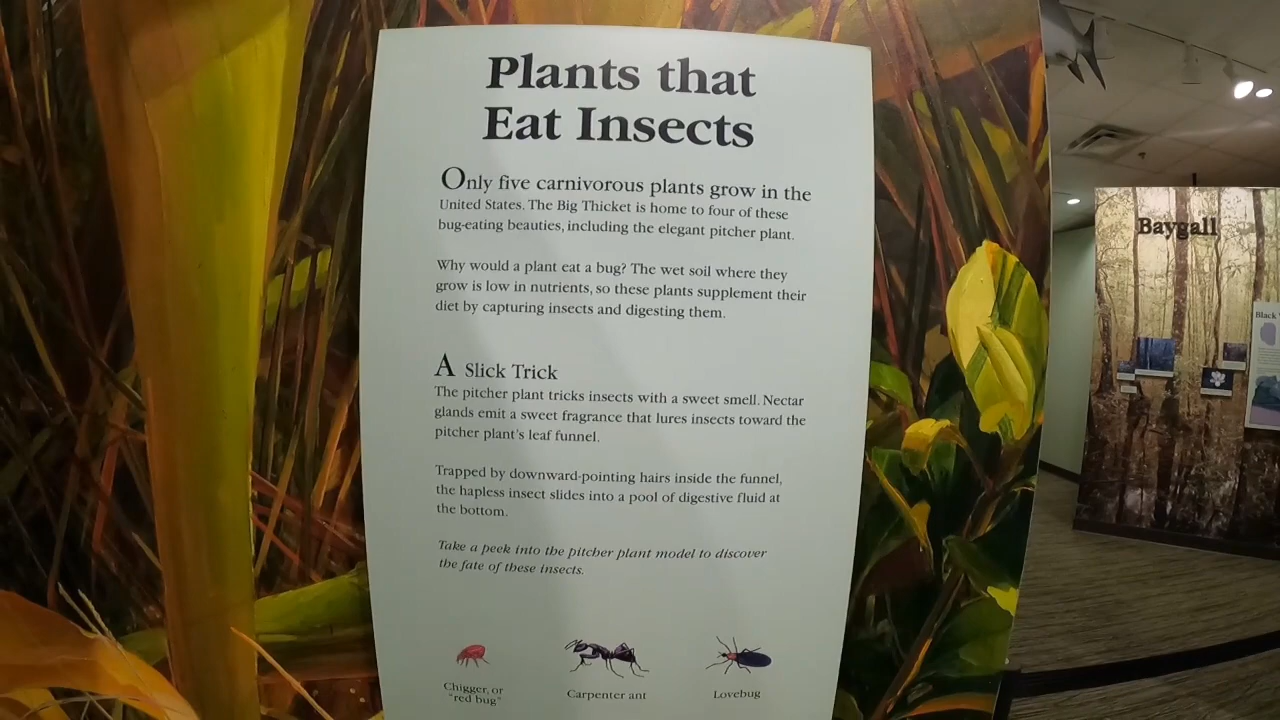 Plants that
Eat Insects
Only five carnivorous plants grow in the
United States. The Big Thicket is home to four of these
bug-eating beauties, including the elegant pitcher plant.
Why would a plant eat a bug? The wet soil where they
grow is low in nutrients, so these plants supplement their
diet by capturing insects and digesting them.
A Slick Trick
The pitcher plant tricks insects with a sweet smell. Nectar
glands emit a sweet fragrance that lures insects toward the
pitcher plant's leaf funnel.
Trapped by downward-pointing hairs inside the funnel,
the hapless insect slides into a pool of digestive fluid at
the bottom.
Take a peek into the pitcher plant model to discover
the fate of these insects.
Chigger, or
"red bug"
Carpenter ant
Lovebug
Baygall
Black